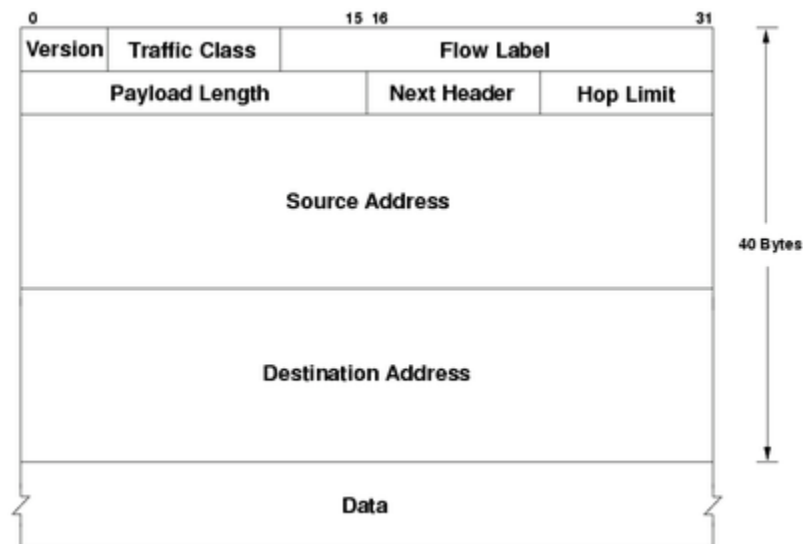 0 15 16 31
Version Traffic Class Flow Label
Payload Length Next Header Hop Limit
Source Address
40 Bytes
Destination Address
Data